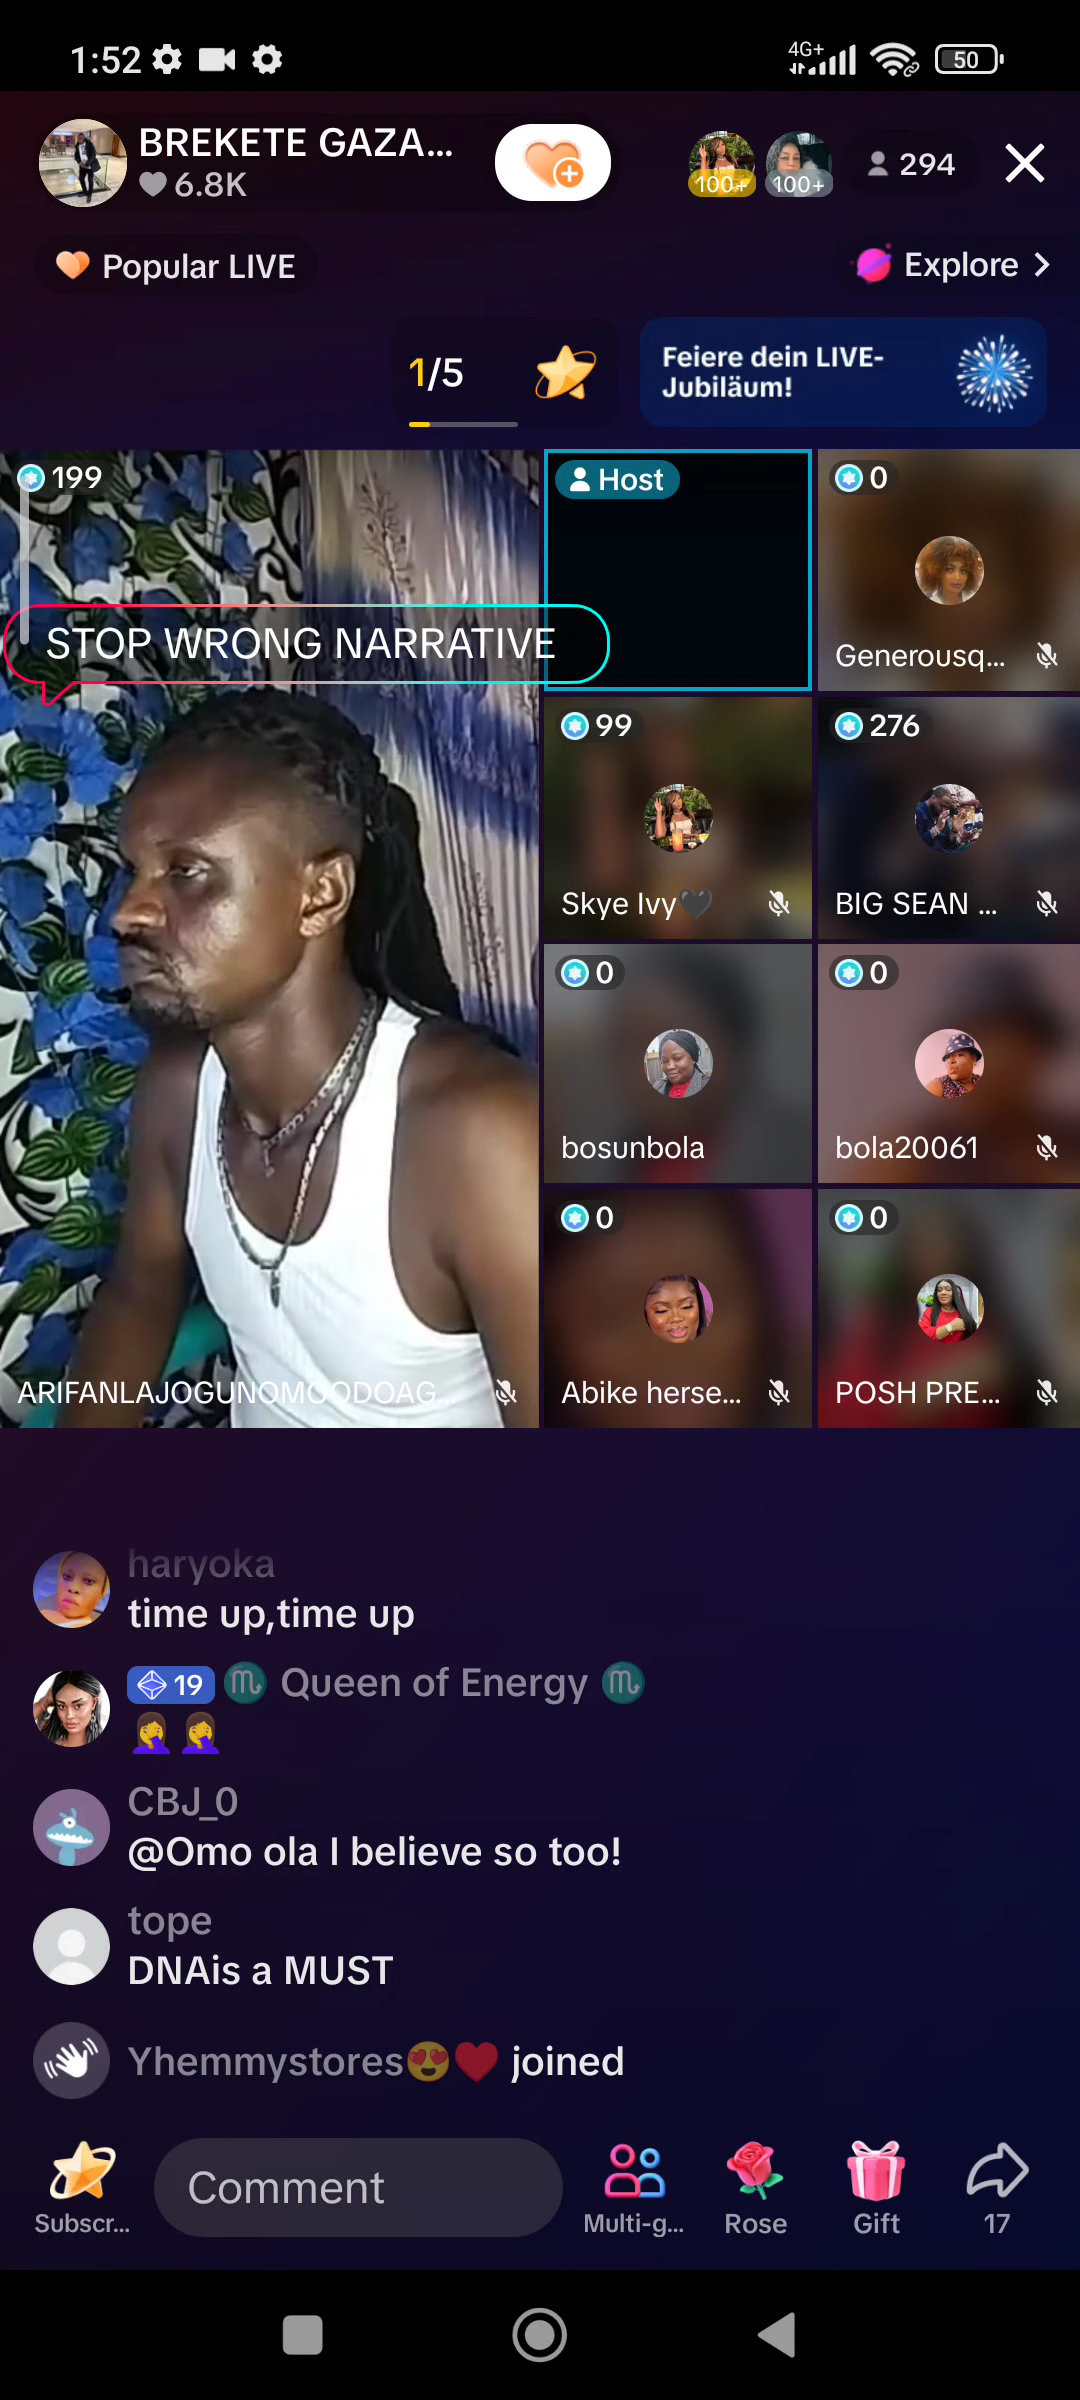 1:52
4G+
50
BREKETE GAZA...
6.8K
100+
100+
294
Popular LIVE
Explore
1/5
Feiere dein LIVE-
Jubiläum!
199
Host
0
STOP WRONG NARRATIVE
Generousq...
99
276
Skye Ivy🖤
BIG SEAN ...
0
0
bosunbola
bola20061
0
0
ARIFANLAJOGUNOMOODOAG...
Abike herse...
POSH PRE...
haryoka
time up,time up
19 ♏ Queen of Energy ♏
🤦‍♀️🤦‍♀️
CBJ_0
@Omo ola I believe so too!
tope
DNAis a MUST
Yhemmystores😍❤️ joined
Comment
Subscr...
Multi-g...
Rose
Gift
17